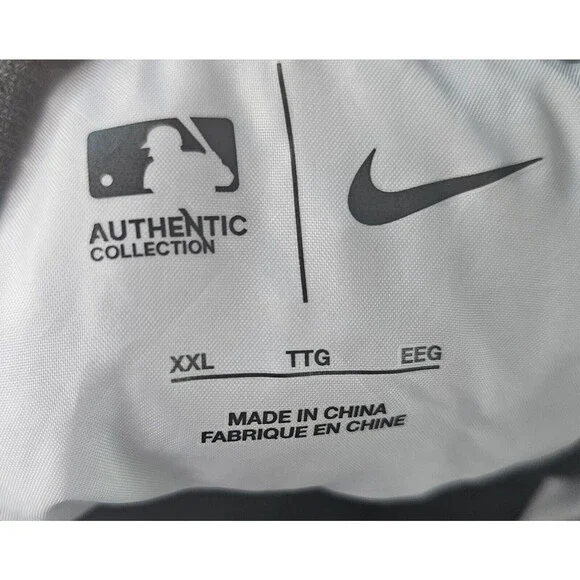 AUTHENTIC
COLLECTION
XXL TTG EEG
MADE IN CHINA
FABRIQUE EN CHINE